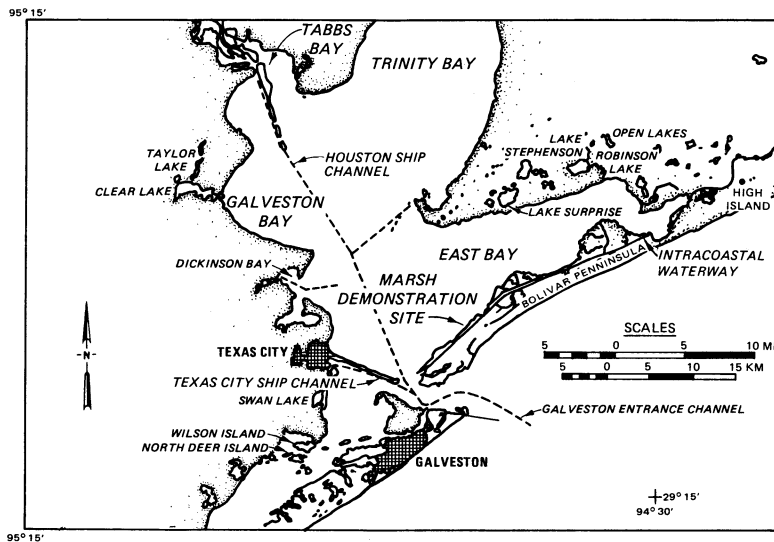 95° 15'
TABBS
BAY
TRINITY BAY
OPEN LAKES
LAKE
STEPHENSON
ROBINSON
LAKE
TAYLOR
LAKE
HOUSTON SHIP
CHANNEL
CLEAR LAKE
HIGH
ISLAND
GALVESTON
BAY
LAKE SURPRISE
EAST BAY
INTRACOASTAL
WATERWAY
DICKINSON BAY
MARSH
DEMONSTRATION
SITE
BOLIVAR PENNINSULA
SCALES
5 0 5 10 M
5 0 5 10 15 KM
-N-
TEXAS CITY
TEXAS CITY SHIP CHANNEL
SWAN LAKE
GALVESTON ENTRANCE CHANNEL
WILSON ISLAND
NORTH DEER ISLAND
GALVESTON
29° 15'
94° 30'
95° 15'